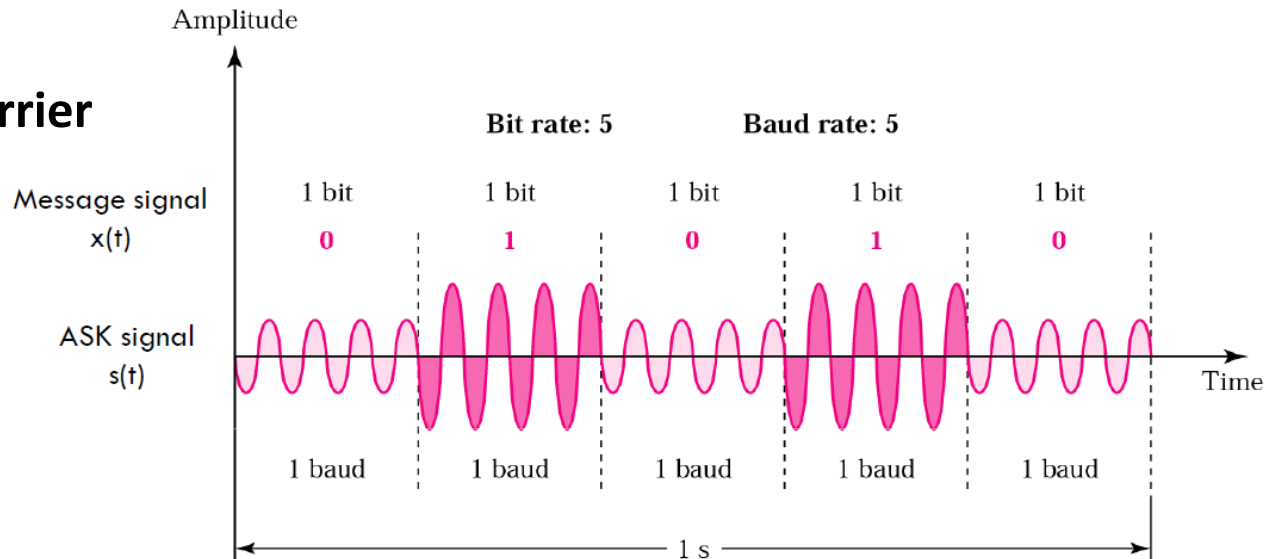 Amplitude
rrier
Bit rate: 5 Baud rate: 5
Message signal 1 bit 1 bit 1 bit 1 bit 1 bit
x(t) 0 1 0 1 0
ASK signal
s(t)
Time
1 baud 1 baud 1 baud 1 baud 1 baud
1 s